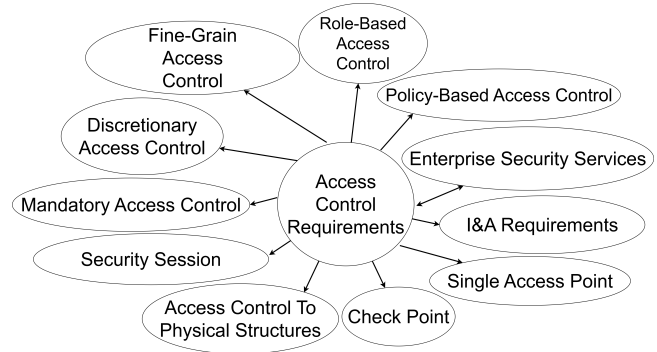 Fine-Grain
Access
Control
Role-Based
Access
Control
Policy-Based Access Control
Discretionary
Access Control
Enterprise Security Services
Access
Control
Requirements
Mandatory Access Control
I&A Requirements
Security Session
Single Access Point
Access Control To
Physical Structures
Check Point